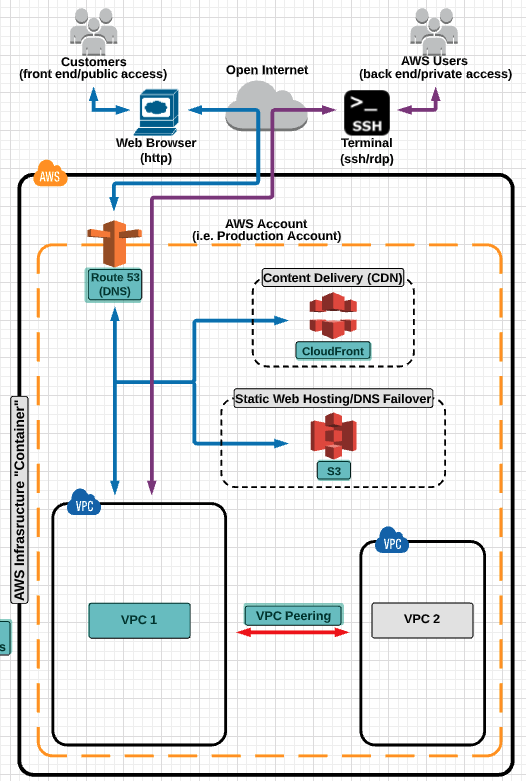 Customers
(front end/public access)
AWS Users
(back end/private access)
Open Internet
Web Browser
(http)
>_
SSH
Terminal
(ssh/rdp)
AWS
AWS Account
(i.e. Production Account)
Route 53
(DNS)
Content Delivery (CDN)
CloudFront
Static Web Hosting/DNS Failover
S3
AWS Infrasructure "Container"
VPC
VPC 1
VPC Peering
VPC
VPC 2
s